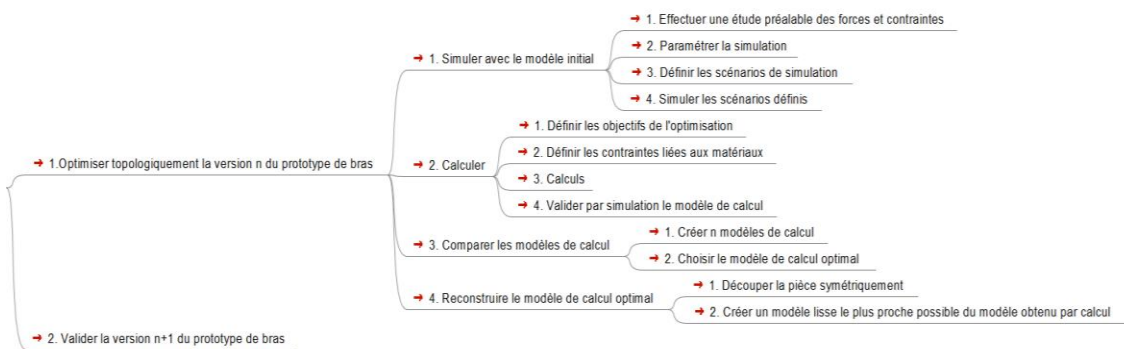 1.Optimiser topologiquement la version n du prototype de bras
1. Simuler avec le modèle initial
1. Effectuer une étude préalable des forces et contraintes
2. Paramétrer la simulation
3. Définir les scénarios de simulation
4. Simuler les scénarios définis
2. Calculer
1. Définir les objectifs de l'optimisation
2. Définir les contraintes liées aux matériaux
3. Calculs
4. Valider par simulation le modèle de calcul
3. Comparer les modèles de calcul
1. Créer n modèles de calcul
2. Choisir le modèle de calcul optimal
4. Reconstruire le modèle de calcul optimal
1. Découper la pièce symétriquement
2. Créer un modèle lisse le plus proche possible du modèle obtenu par calcul
2. Valider la version n+1 du prototype de bras